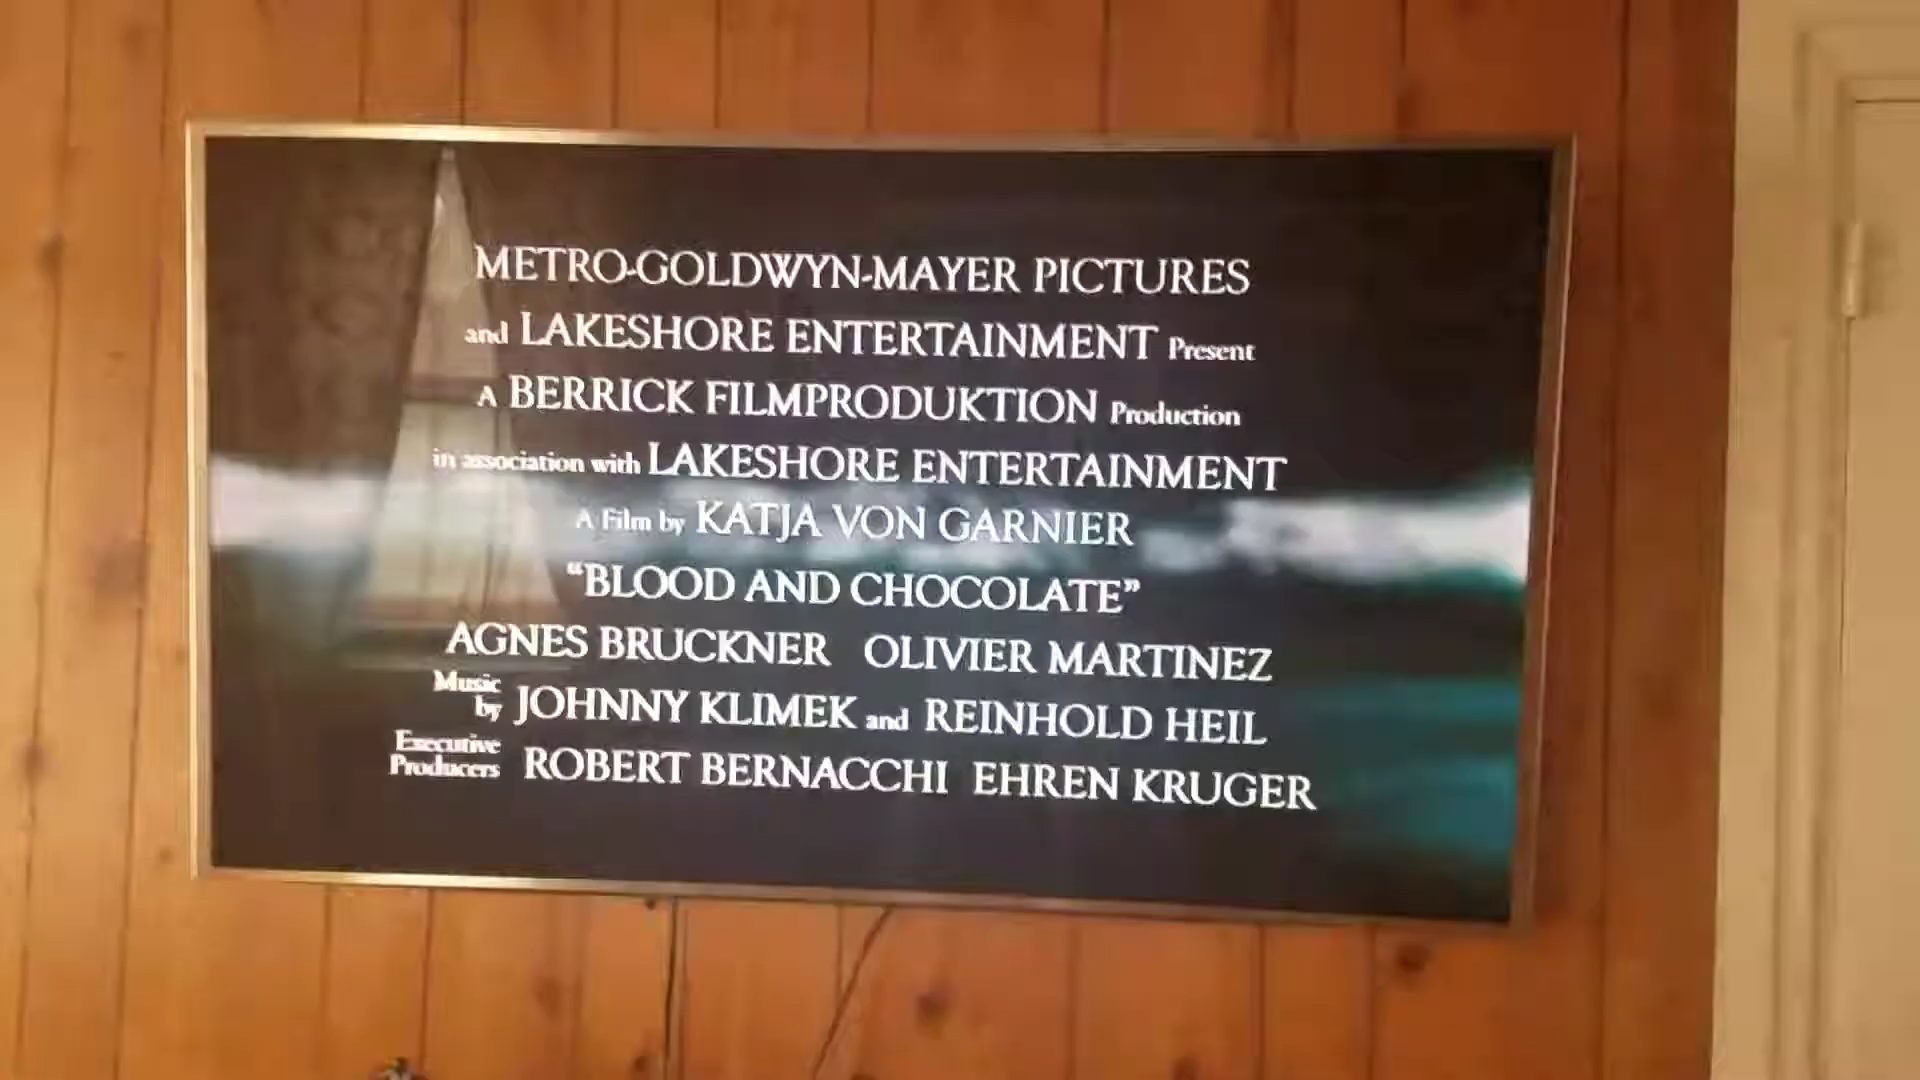 METRO-GOLDWYN-MAYER PICTURES
and LAKESHORE ENTERTAINMENT Present
A BERRICK FILMPRODUKTION Production
in association with LAKESHORE ENTERTAINMENT
A Film by KATJA VON GARNIER
“BLOOD AND CHOCOLATE”
AGNES BRUCKNER OLIVIER MARTINEZ
Music by JOHNNY KLIMEK and REINHOLD HEIL
Executive Producers ROBERT BERNACCHI EHREN KRUGER